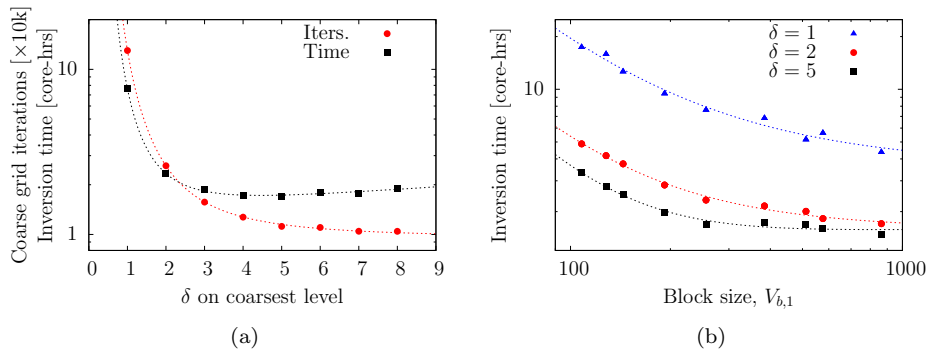 Coarse grid iterations [×10k]
Inversion time [core-hrs]
10
1
0 1 2 3 4 5 6 7 8 9
δ on coarsest level
Iters.
Time
(a)
Inversion time [core-hrs]
10
100 1000
Block size, V_{b,1}
δ = 1
δ = 2
δ = 5
(b)